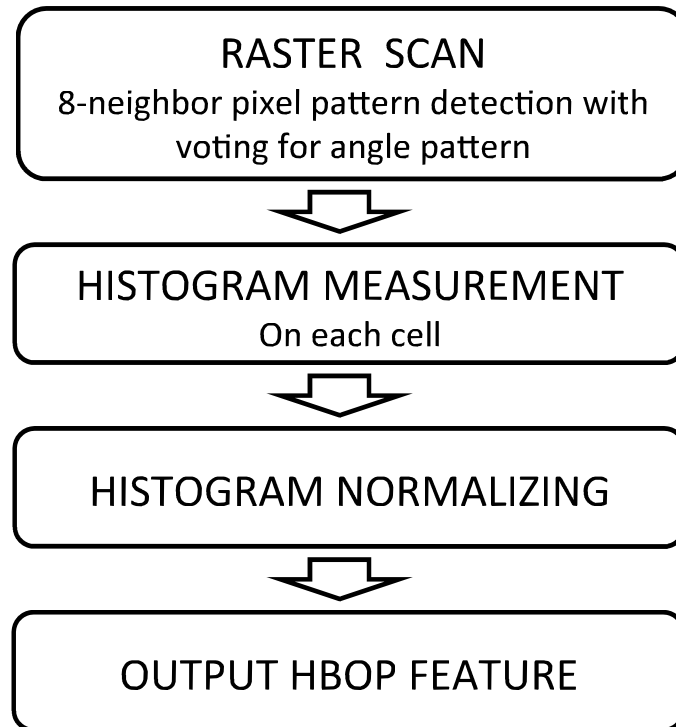 RASTER SCAN
8-neighbor pixel pattern detection with
voting for angle pattern
HISTOGRAM MEASUREMENT
On each cell
HISTOGRAM NORMALIZING
OUTPUT HBOP FEATURE